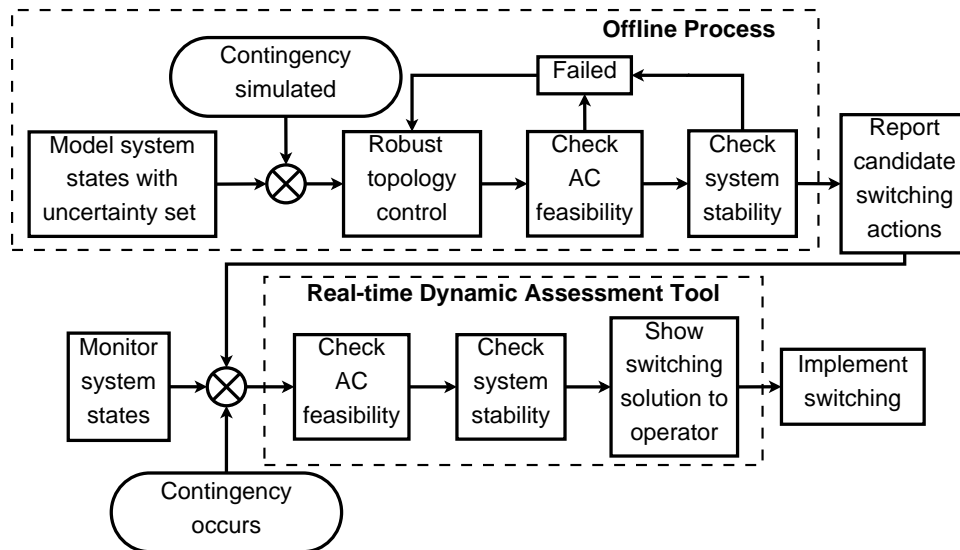 Offline Process
Contingency
simulated
Failed
Model system
states with
uncertainty set
Robust
topology
control
Check
AC
feasibility
Check
system
stability
Report
candidate
switching
actions
Real-time Dynamic Assessment Tool
Monitor
system
states
Check
AC
feasibility
Check
system
stability
Show
switching
solution to
operator
Implement
switching
Contingency
occurs